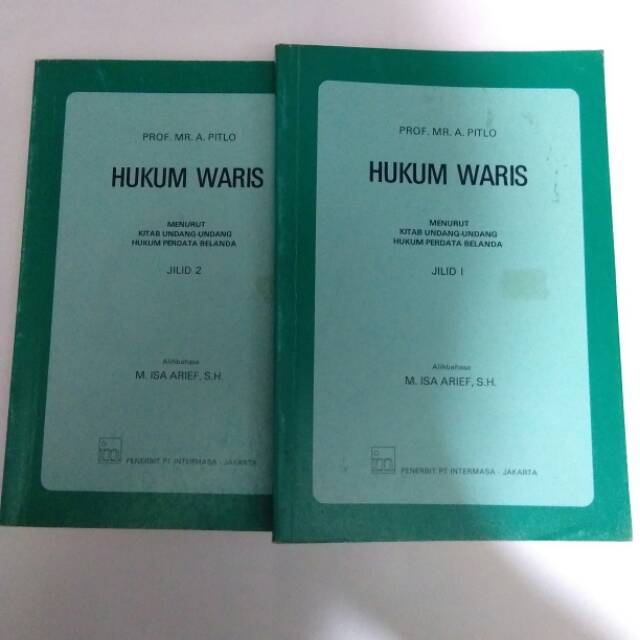 PROF. MR. A. PITLO
HUKUM WARIS
MENURUT
KITAB UNDANG-UNDANG
HUKUM PERDATA BELANDA
JILID 2
Alihbahasa
M. ISA ARIEF, S.H.
PENERBIT PT INTERMASA - JAKARTA
PROF. MR. A. PITLO
HUKUM WARIS
MENURUT
KITAB UNDANG-UNDANG
HUKUM PERDATA BELANDA
JILID I
Alihbahasa
M. ISA ARIEF, S.H.
im
PENERBIT PT INTERMASA - JAKARTA